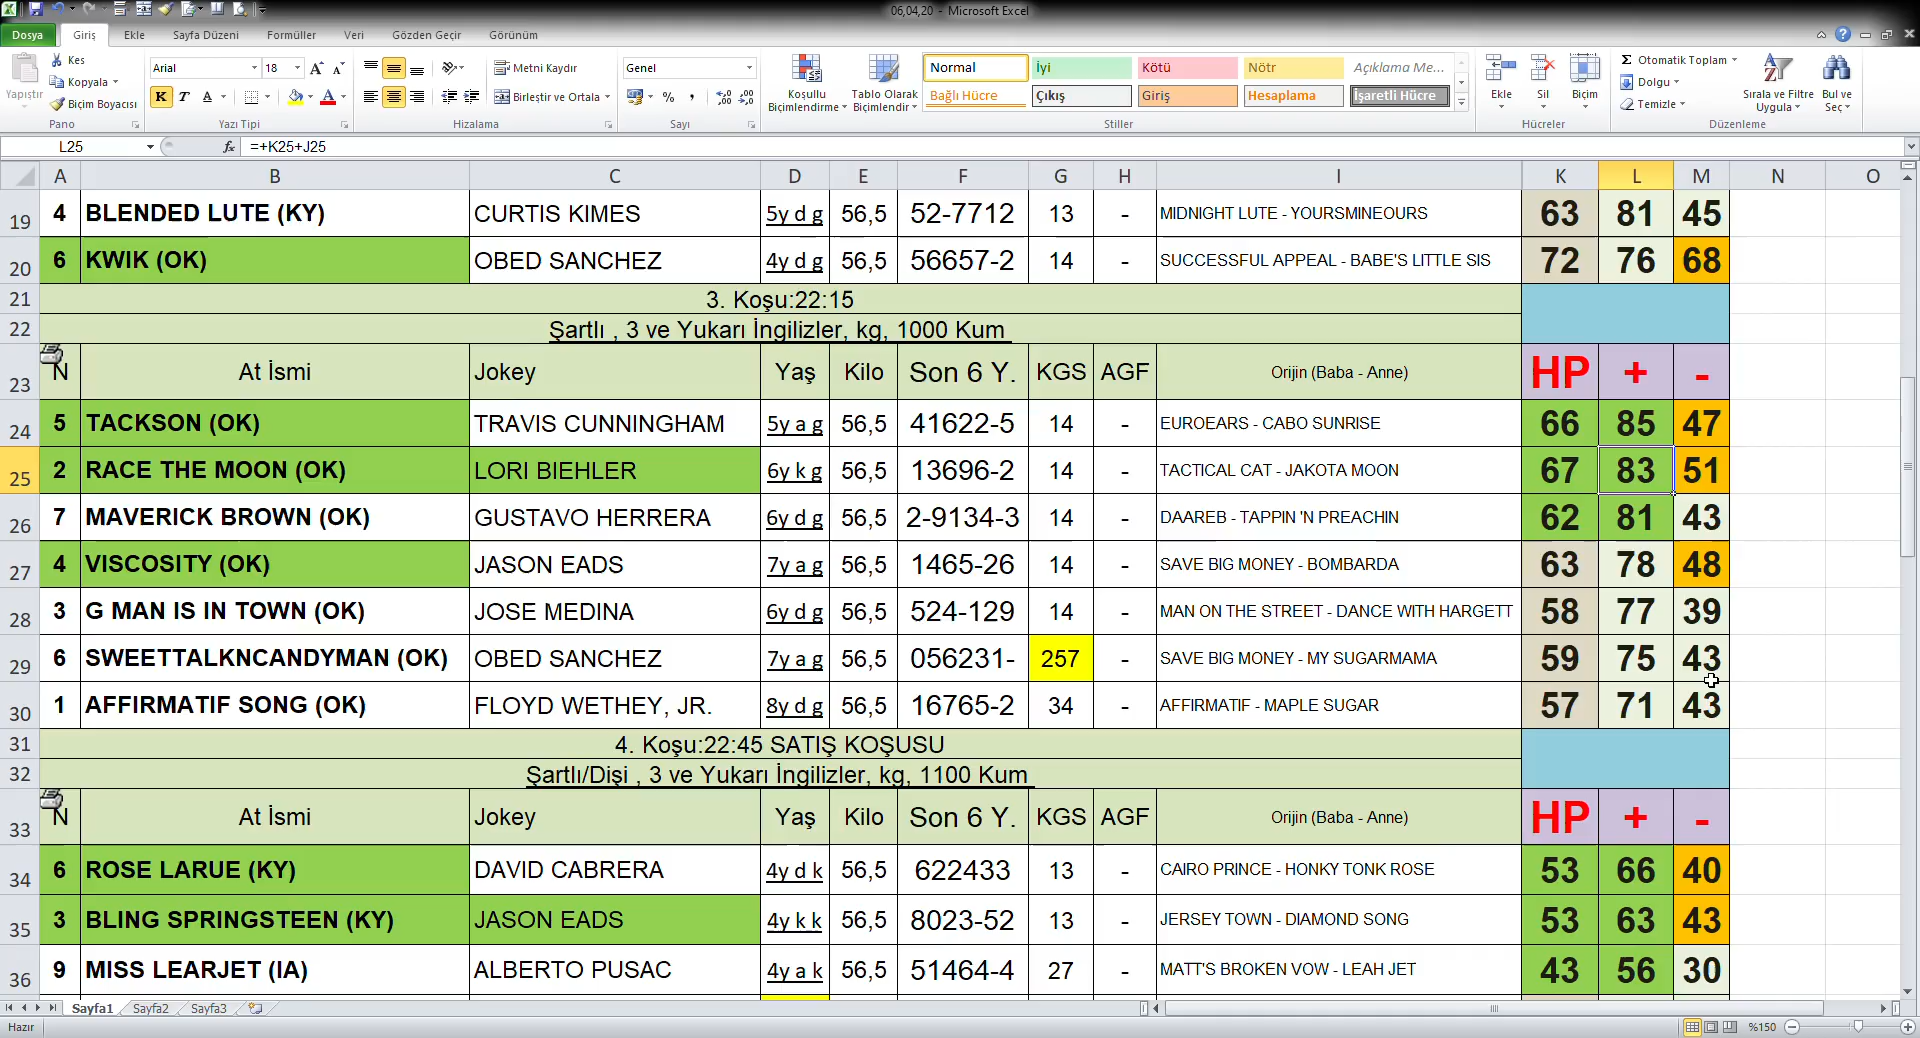 06,04,20 - Microsoft Excel
Dosya Giriş Ekle Sayfa Düzeni Formüller Veri Gözden Geçir Görünüm
Yapıştır
Kes
Kopyala
Biçim Boyacısı
Pano
Arial 18
K T A
Yazı Tipi
Metni Kaydır
Birleştir ve Ortala
Hizalama
Genel
Sayı
Koşullu Biçimlendirme
Tablo Olarak Biçimlendir
Normal İyi Kötü Nötr Açıklama Me...
Bağlı Hücre Çıkış Giriş Hesaplama İşaretli Hücre
Stiller
Ekle Sil Biçim
Hücreler
Otomatik Toplam
Dolgu
Temizle
Sırala ve Filtre Uygula
Bul ve Seç
Düzenleme
L25 fx =+K25+J25
A B C D E F G H I K L M N O
19 4 BLENDED LUTE (KY) CURTIS KIMES 5y d g 56,5 52-7712 13 - MIDNIGHT LUTE - YOURSMINEOURS 63 81 45
20 6 KWIK (OK) OBED SANCHEZ 4y d g 56,5 56657-2 14 - SUCCESSFUL APPEAL - BABE'S LITTLE SIS 72 76 68
21 3. Koşu:22:15
22 Şartlı , 3 ve Yukarı İngilizler, kg, 1000 Kum
23 N At İsmi Jokey Yaş Kilo Son 6 Y. KGS AGF Orijin (Baba - Anne) HP + -
24 5 TACKSON (OK) TRAVIS CUNNINGHAM 5y a g 56,5 41622-5 14 - EUROEARS - CABO SUNRISE 66 85 47
25 2 RACE THE MOON (OK) LORI BIEHLER 6y k g 56,5 13696-2 14 - TACTICAL CAT - JAKOTA MOON 67 83 51
26 7 MAVERICK BROWN (OK) GUSTAVO HERRERA 6y d g 56,5 2-9134-3 14 - DAAREB - TAPPIN 'N PREACHIN 62 81 43
27 4 VISCOSITY (OK) JASON EADS 7y a g 56,5 1465-26 14 - SAVE BIG MONEY - BOMBARDA 63 78 48
28 3 G MAN IS IN TOWN (OK) JOSE MEDINA 6y d g 56,5 524-129 14 - MAN ON THE STREET - DANCE WITH HARGETT 58 77 39
29 6 SWEETTALKNCANDYMAN (OK) OBED SANCHEZ 7y a g 56,5 056231- 257 - SAVE BIG MONEY - MY SUGARMAMA 59 75 43
30 1 AFFIRMATIF SONG (OK) FLOYD WETHEY, JR. 8y d g 56,5 16765-2 34 - AFFIRMATIF - MAPLE SUGAR 57 71 43
31 4. Koşu:22:45 SATIŞ KOŞUSU
32 Şartlı/Dişi , 3 ve Yukarı İngilizler, kg, 1100 Kum
33 N At İsmi Jokey Yaş Kilo Son 6 Y. KGS AGF Orijin (Baba - Anne) HP + -
34 6 ROSE LARUE (KY) DAVID CABRERA 4y d k 56,5 622433 13 - CAIRO PRINCE - HONKY TONK ROSE 53 66 40
35 3 BLING SPRINGSTEEN (KY) JASON EADS 4y k k 56,5 8023-52 13 - JERSEY TOWN - DIAMOND SONG 53 63 43
36 9 MISS LEARJET (IA) ALBERTO PUSAC 4y a k 56,5 51464-4 27 - MATT'S BROKEN VOW - LEAH JET 43 56 30
Sayfa1 Sayfa2 Sayfa3
Hazır %150